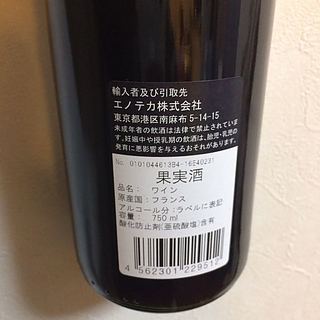 輸入者及び引取先
エノテカ株式会社
東京都港区南麻布5-14-15
未成年者の飲酒は法律で禁止されていま
す。妊娠中や授乳期の飲酒は、胎児・乳児の
発育に悪影響を与えるおそれがあります。
No. 0101044613B4-16E40231
果実酒
品名: ワイン
原産国:フランス
アルコール分:ラベルに表記
容量: 750 ml
酸化防止剤(亜硫酸塩)含有
4 562301 229512